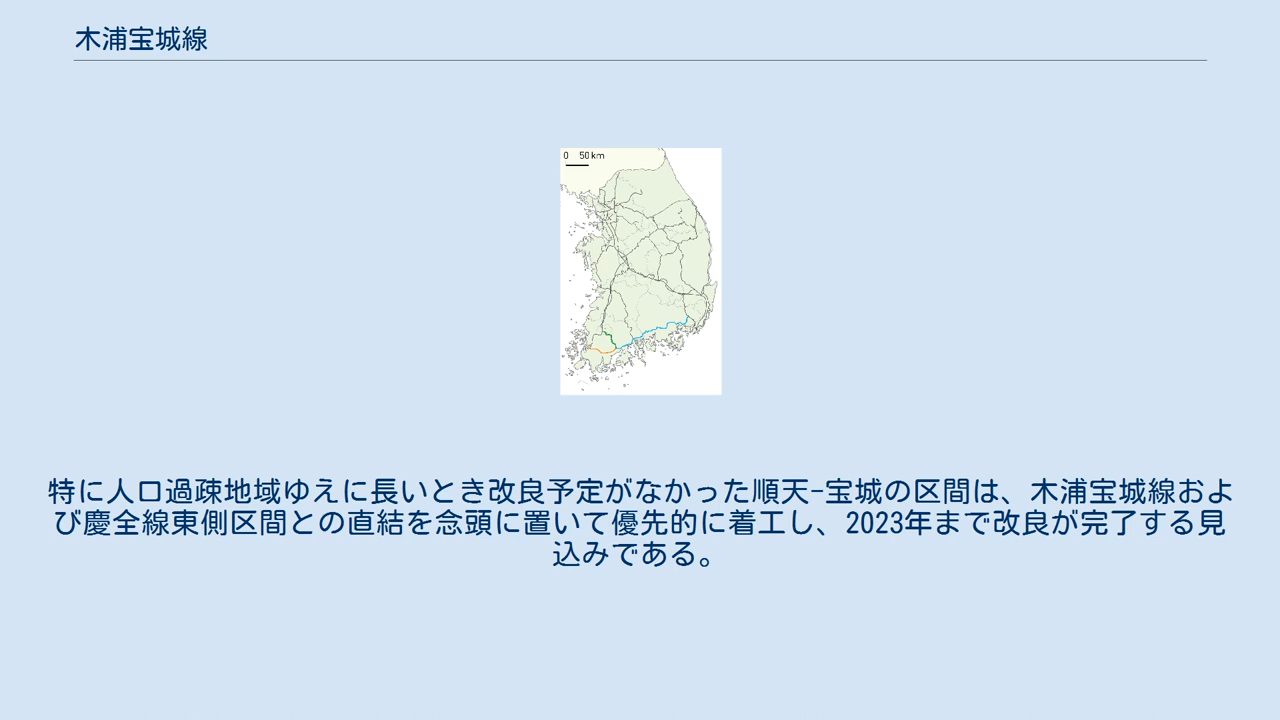 木浦宝城線
0 50km
特に人口過疎地域ゆえに長いとき改良予定がなかった順天-宝城の区間は、木浦宝城線およ
び慶全線東側区間との直結を念頭に置いて優先的に着工し、2023年まで改良が完了する見
込みである。